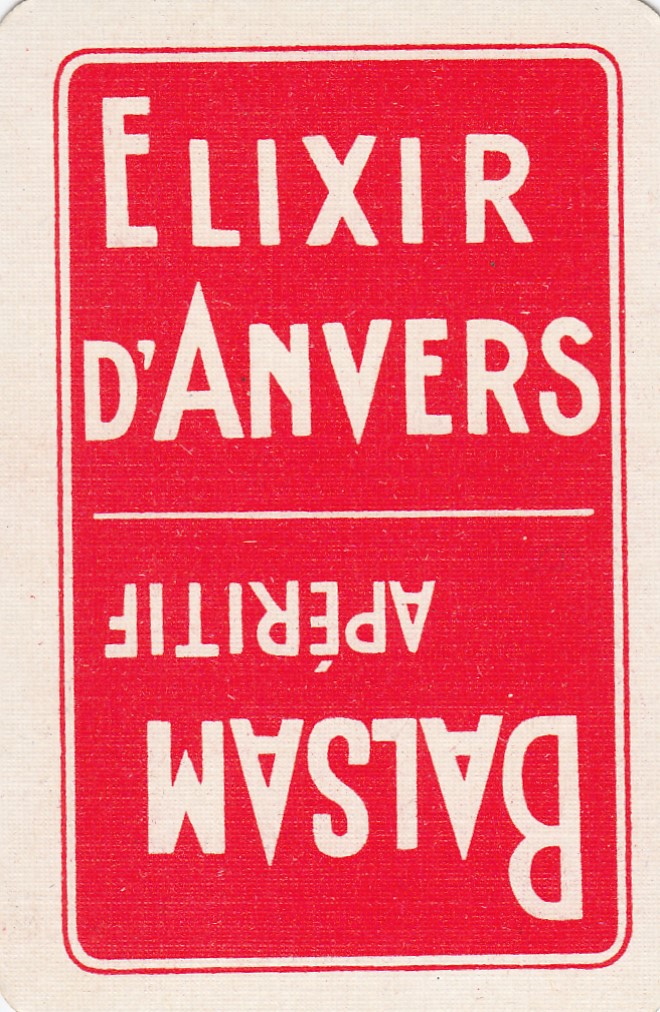 ELIXIR
D'ANVERS
BALSAM
APÉRITIF